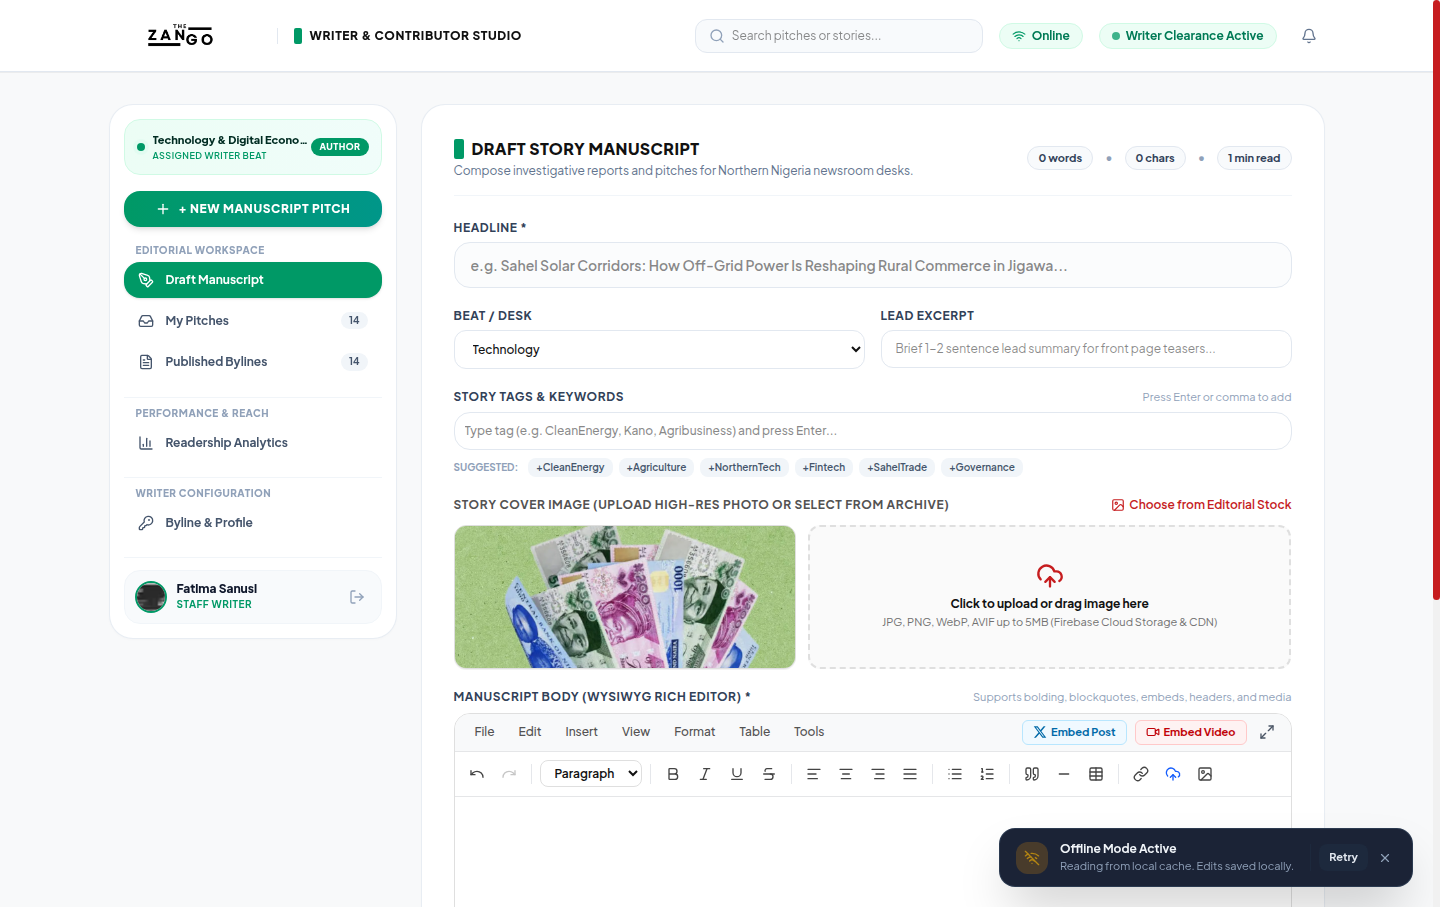 THE
ZANGO
WRITER & CONTRIBUTOR STUDIO
Search pitches or stories...
Online
Writer Clearance Active
Technology & Digital Econo...
ASSIGNED WRITER BEAT
AUTHOR
+ NEW MANUSCRIPT PITCH
EDITORIAL WORKSPACE
Draft Manuscript
My Pitches 14
Published Bylines 14
PERFORMANCE & REACH
Readership Analytics
WRITER CONFIGURATION
Byline & Profile
Fatima Sanusi
STAFF WRITER
DRAFT STORY MANUSCRIPT
Compose investigative reports and pitches for Northern Nigeria newsroom desks.
0 words • 0 chars • 1 min read
HEADLINE *
e.g. Sahel Solar Corridors: How Off-Grid Power Is Reshaping Rural Commerce in Jigawa...
BEAT / DESK
Technology
LEAD EXCERPT
Brief 1-2 sentence lead summary for front page teasers...
STORY TAGS & KEYWORDS
Press Enter or comma to add
Type tag (e.g. CleanEnergy, Kano, Agribusiness) and press Enter...
SUGGESTED: +CleanEnergy +Agriculture +NorthernTech +Fintech +SahelTrade +Governance
STORY COVER IMAGE (UPLOAD HIGH-RES PHOTO OR SELECT FROM ARCHIVE)
Choose from Editorial Stock
1000
Click to upload or drag image here
JPG, PNG, WebP, AVIF up to 5MB (Firebase Cloud Storage & CDN)
MANUSCRIPT BODY (WYSIWYG RICH EDITOR) *
Supports bolding, blockquotes, embeds, headers, and media
File Edit Insert View Format Table Tools
Embed Post
Embed Video
Paragraph
Offline Mode Active
Reading from local cache. Edits saved locally.
Retry